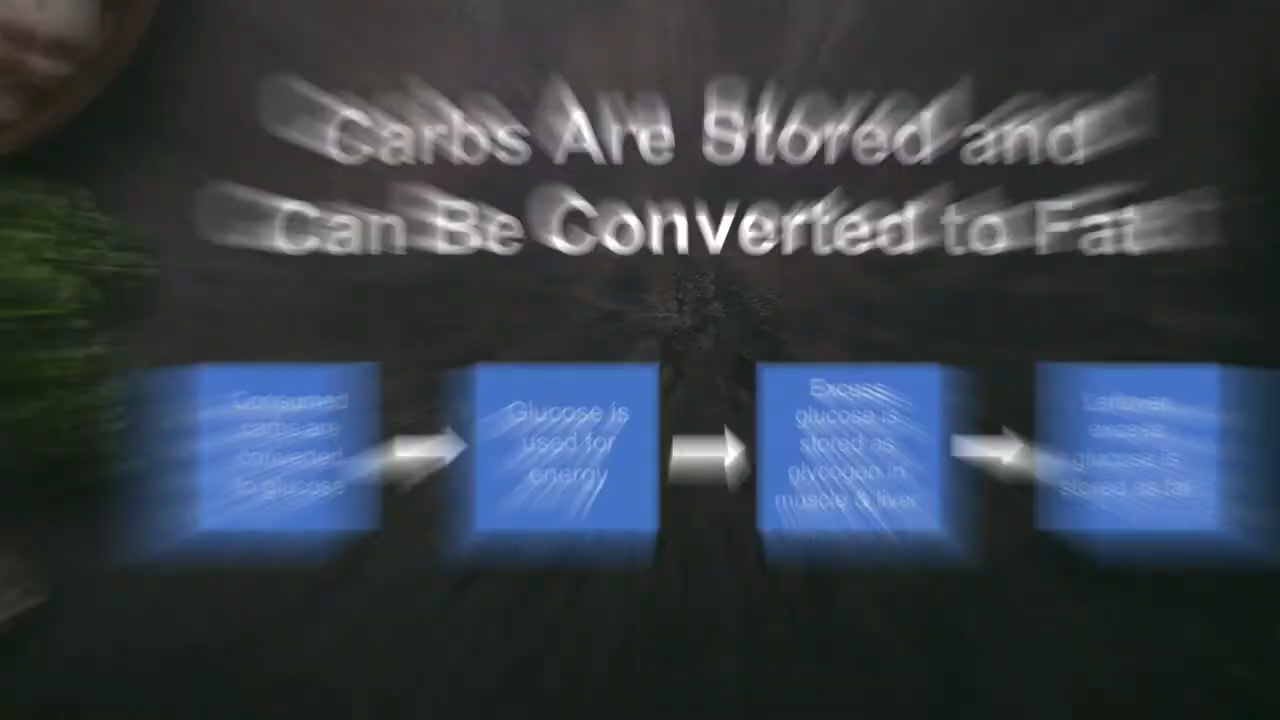 Carbs Are Stored and
Can Be Converted to Fat
Consumed
carbs are
converted
to glucose
Glucose is
used for
energy
Excess
glucose is
stored as
glycogen in
muscle & liver
Leftover
excess
glucose is
stored as fat